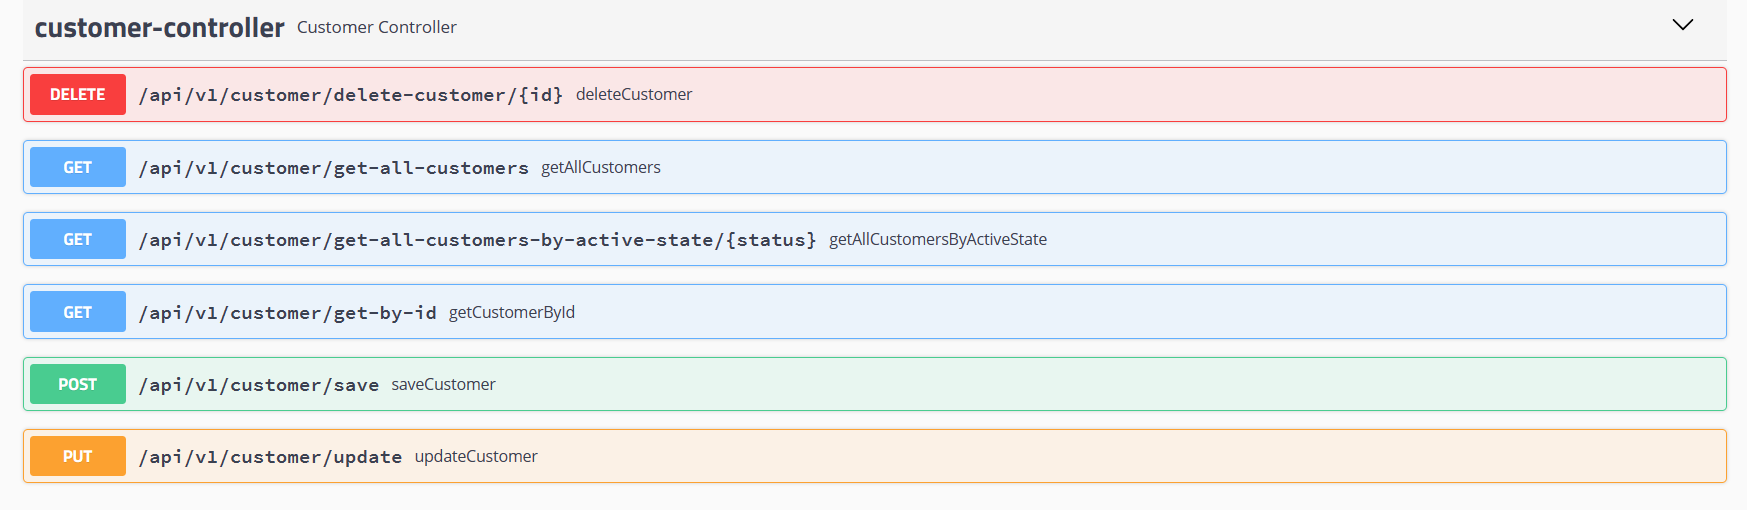 customer-controller Customer Controller
DELETE /api/v1/customer/delete-customer/{id} deleteCustomer
GET /api/v1/customer/get-all-customers getAllCustomers
GET /api/v1/customer/get-all-customers-by-active-state/{status} getAllCustomersByActiveState
GET /api/v1/customer/get-by-id getCustomerById
POST /api/v1/customer/save saveCustomer
PUT /api/v1/customer/update updateCustomer